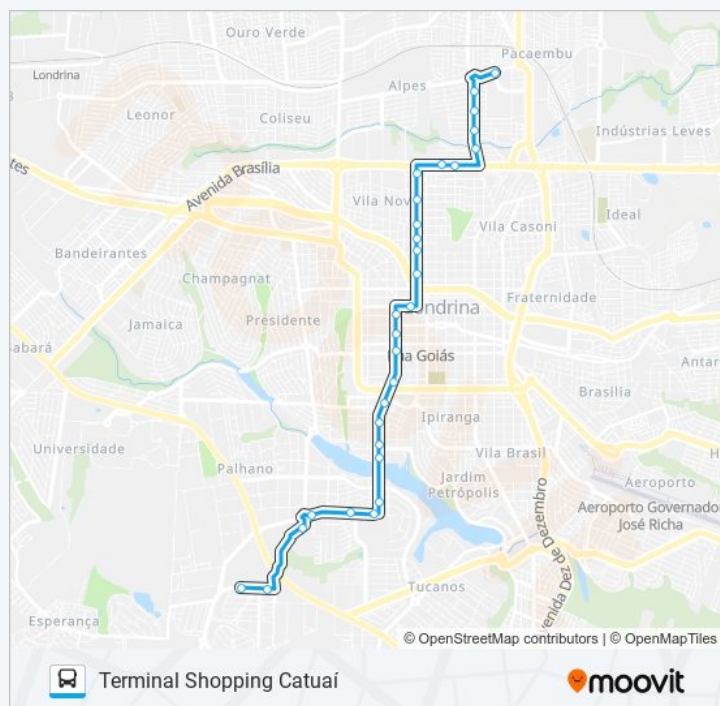 Ouro Verde
Pacaembu
Londrina
Alpes
Leonor
Coliseu
Indústrias Leves
tes
Avenida Brasília
Vila Nov
Ideal
Vila Casoni
Bandeirantes
Champagnat
Fraternidade
Presidente
ondrina
Jamaica
abará
ua Goiás
Antar
Brasilia
Ipiranga
Universidade
Vila Brasil
H
Palhano
Jardim
Petrópolis
Aeroporto
Aeroporto Governador
José Richa
Avenida Dez de Dezembro
Tucanos
Esperança
© OpenStreetMap contributors | © OpenMapTiles
Terminal Shopping Catuaí
moovit